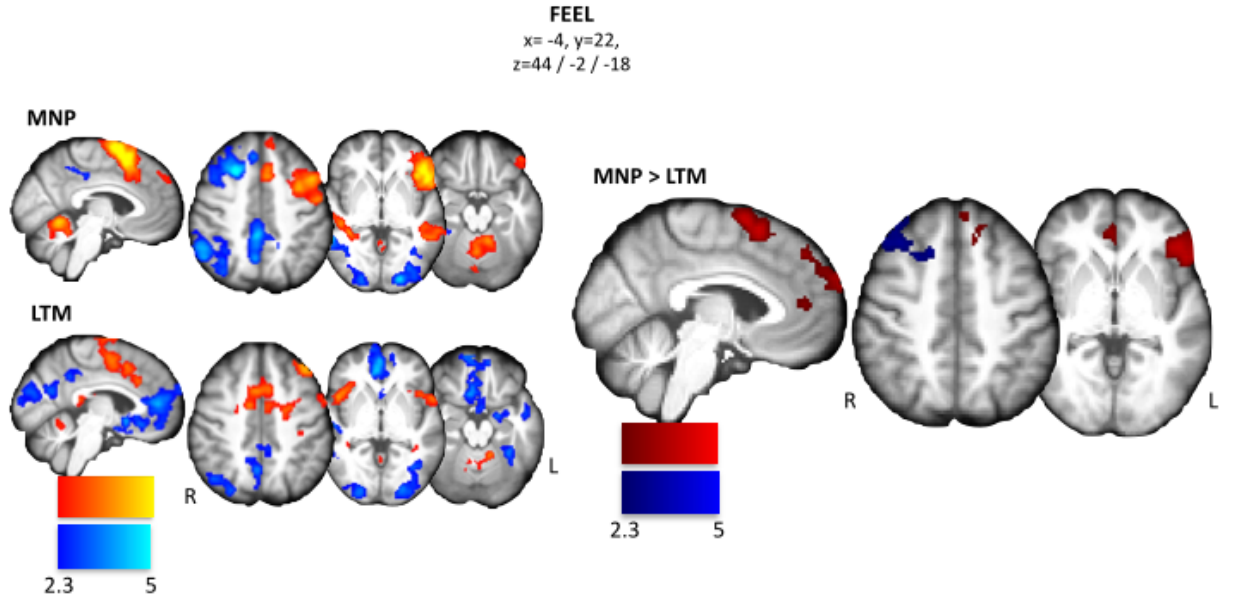 FEEL
x= -4, y=22,
z=44 / -2 / -18
MNP
LTM
R
L
2.3 5
MNP > LTM
R
L
2.3 5